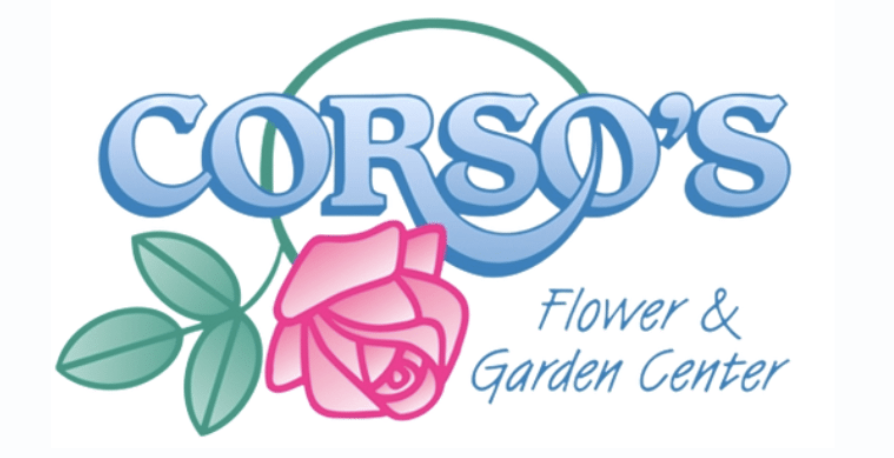 CORSO'S
Flower &
Garden Center